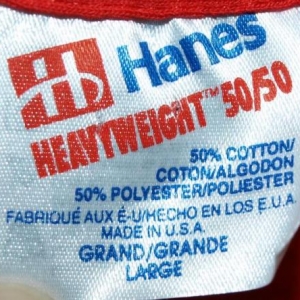 Hanes
HEAVYWEIGHT™ 50/50
50% COTTON/
COTON/ALGODON
50% POLYESTER/POLIESTER
FABRIQUÉ AUX É-U/HECHO EN LOS E.U.A.
MADE IN U.S.A.
GRAND/GRANDE
LARGE